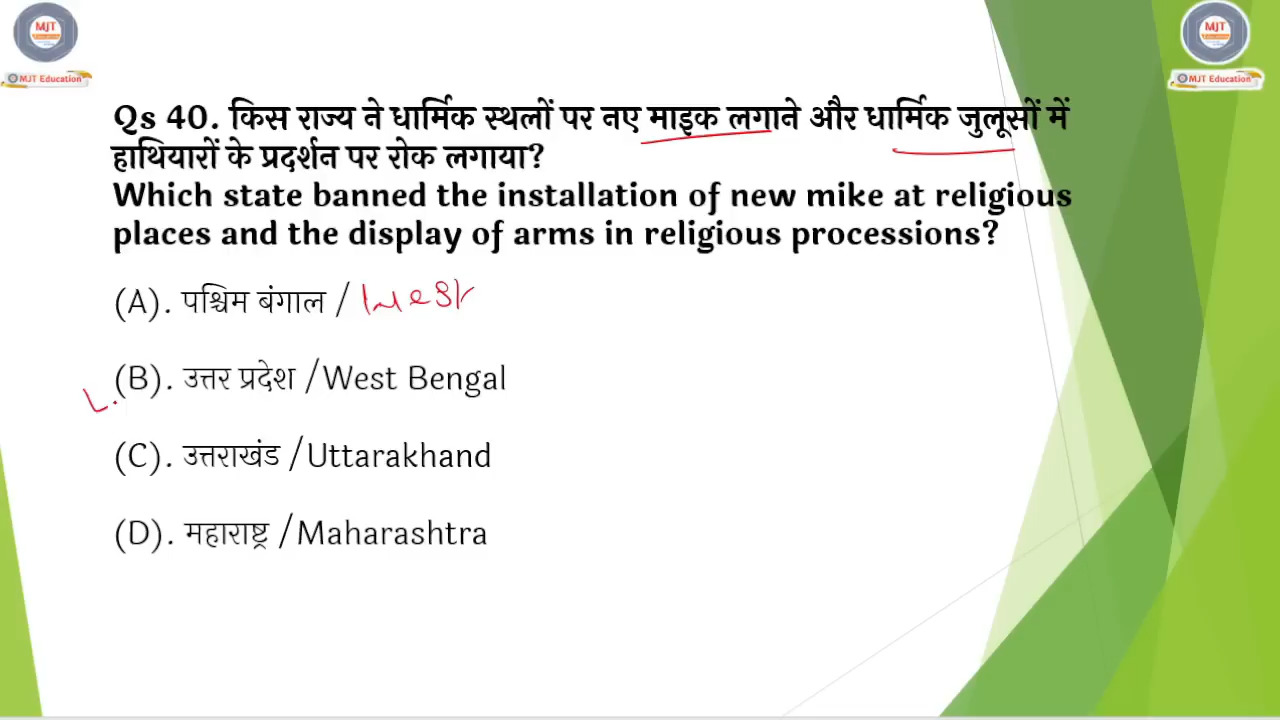 MJT
MJT Education
MJT
MJT Education
Qs 40. किस राज्य ने धार्मिक स्थलों पर नए माइक लगाने और धार्मिक जुलूसों में
हाथियारों के प्रदर्शन पर रोक लगाया?
Which state banned the installation of new mike at religious
places and the display of arms in religious processions?
(A). पश्चिम बंगाल / West
(B). उत्तर प्रदेश /West Bengal
(C). उत्तराखंड /Uttarakhand
(D). महाराष्ट्र /Maharashtra